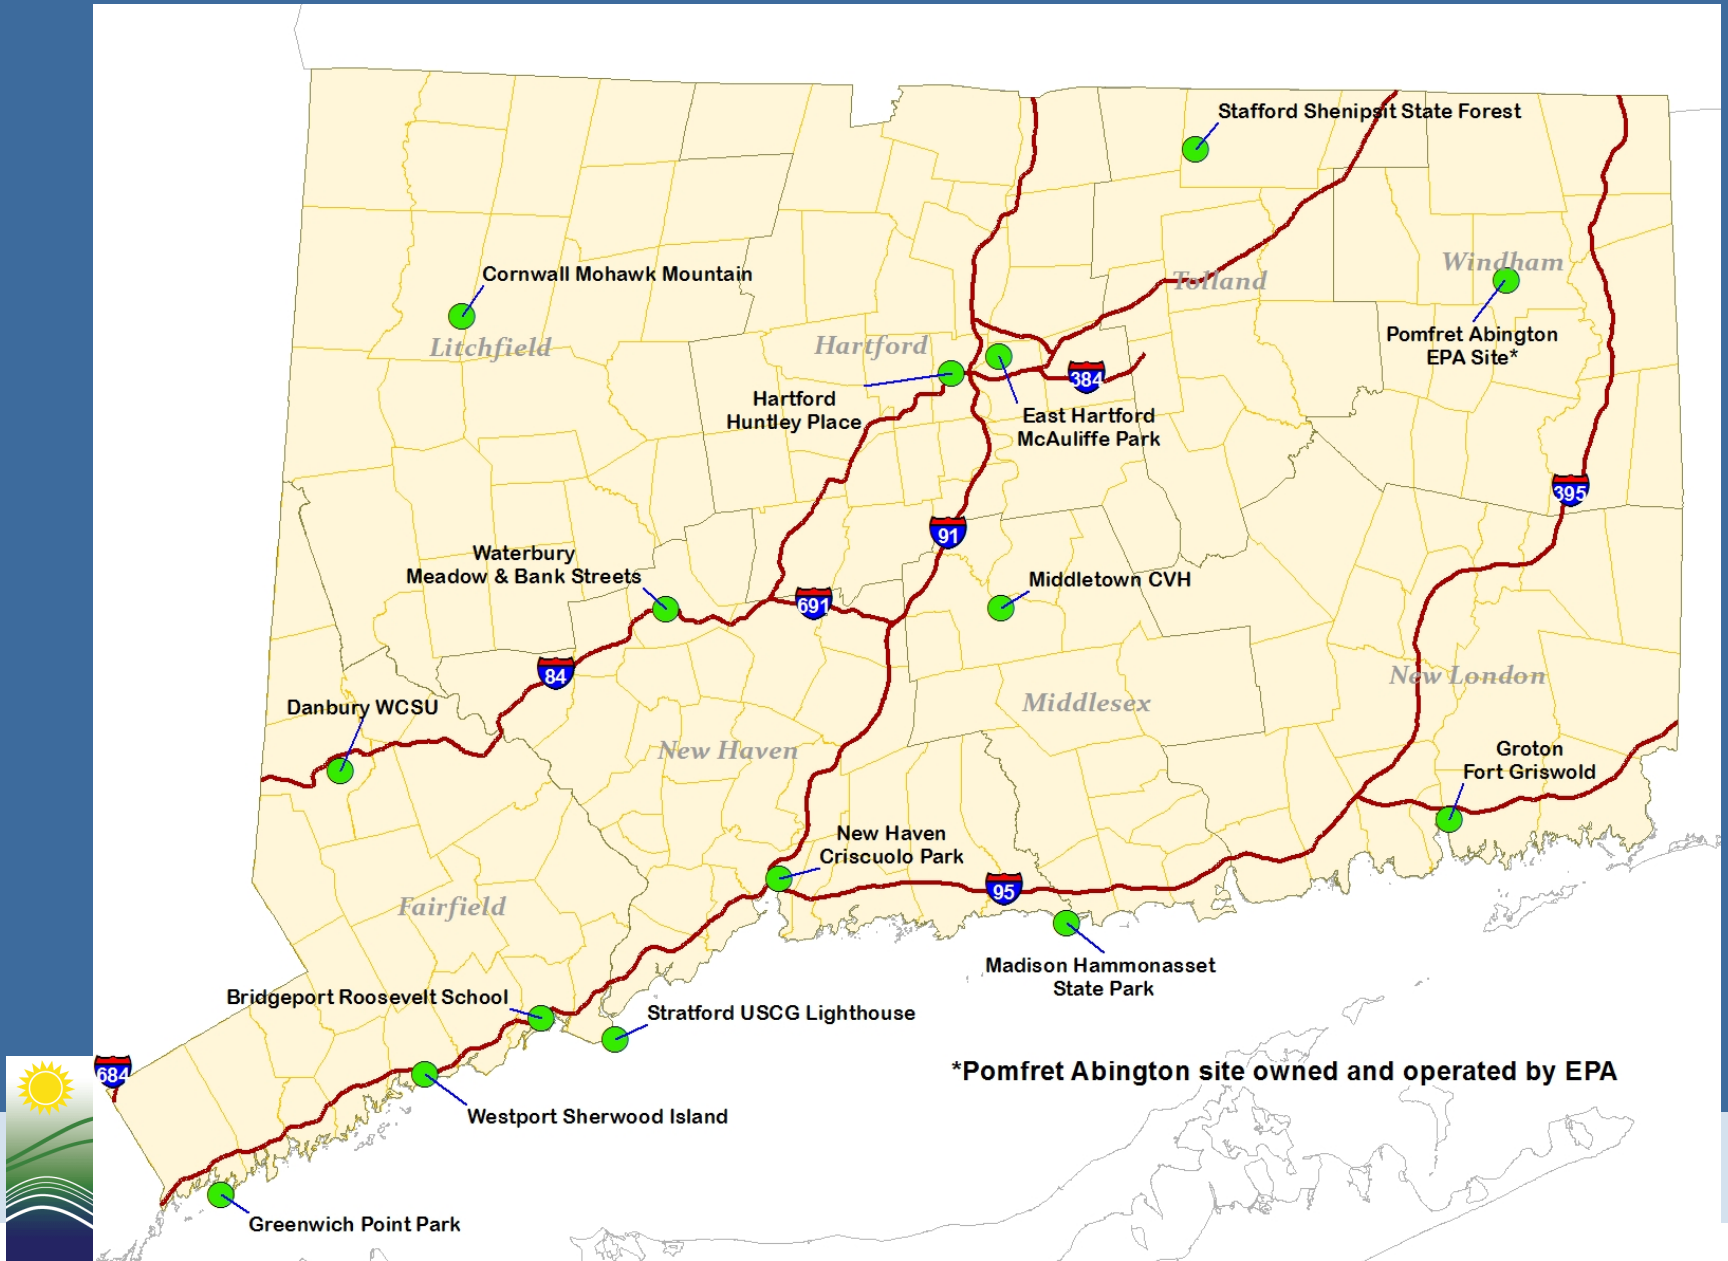 Stafford Shenipsit State Forest
Windham
Cornwall Mohawk Mountain
Tolland
Pomfret Abington
EPA Site*
Litchfield
Hartford
384
Hartford
Huntley Place
East Hartford
McAuliffe Park
395
91
Waterbury
Meadow & Bank Streets
Middletown CVH
691
84
New London
Danbury WCSU
Middlesex
New Haven
Groton
Fort Griswold
New Haven
Criscuolo Park
95
Fairfield
Madison Hammonasset
State Park
Bridgeport Roosevelt School
Stratford USCG Lighthouse
684
*Pomfret Abington site owned and operated by EPA
Westport Sherwood Island
Greenwich Point Park